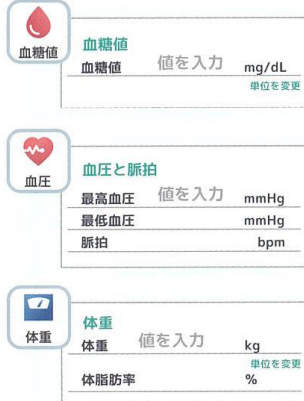 血糖値
血糖値
血糖値 値を入力 mg/dL
単位を変更
血圧
血圧と脈拍
最高血圧 値を入力 mmHg
最低血圧 mmHg
脈拍 bpm
体重
体重
体重 値を入力 kg
単位を変更
体脂肪率 %